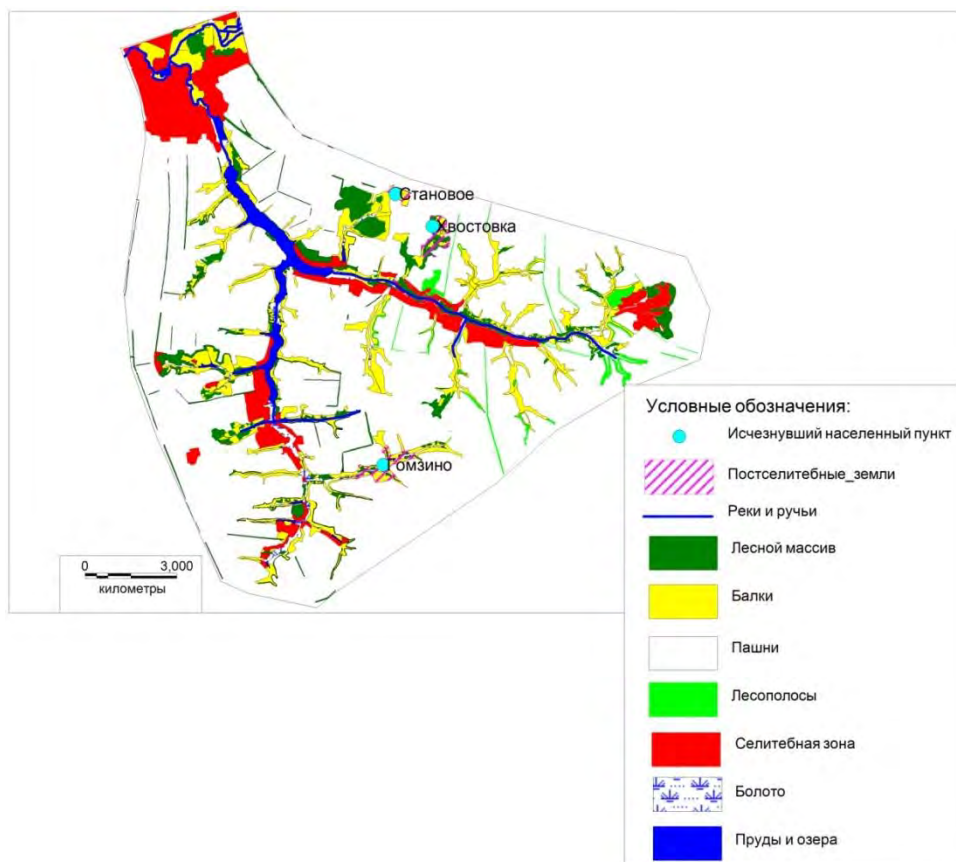 Становое
Хвостовка
Гомзино
0 3,000
километры
Условные обозначения:
Исчезнувший населенный пункт
Постселитебные_земли
Реки и ручьи
Лесной массив
Балки
Пашни
Лесополосы
Селитебная зона
Болото
Пруды и озера